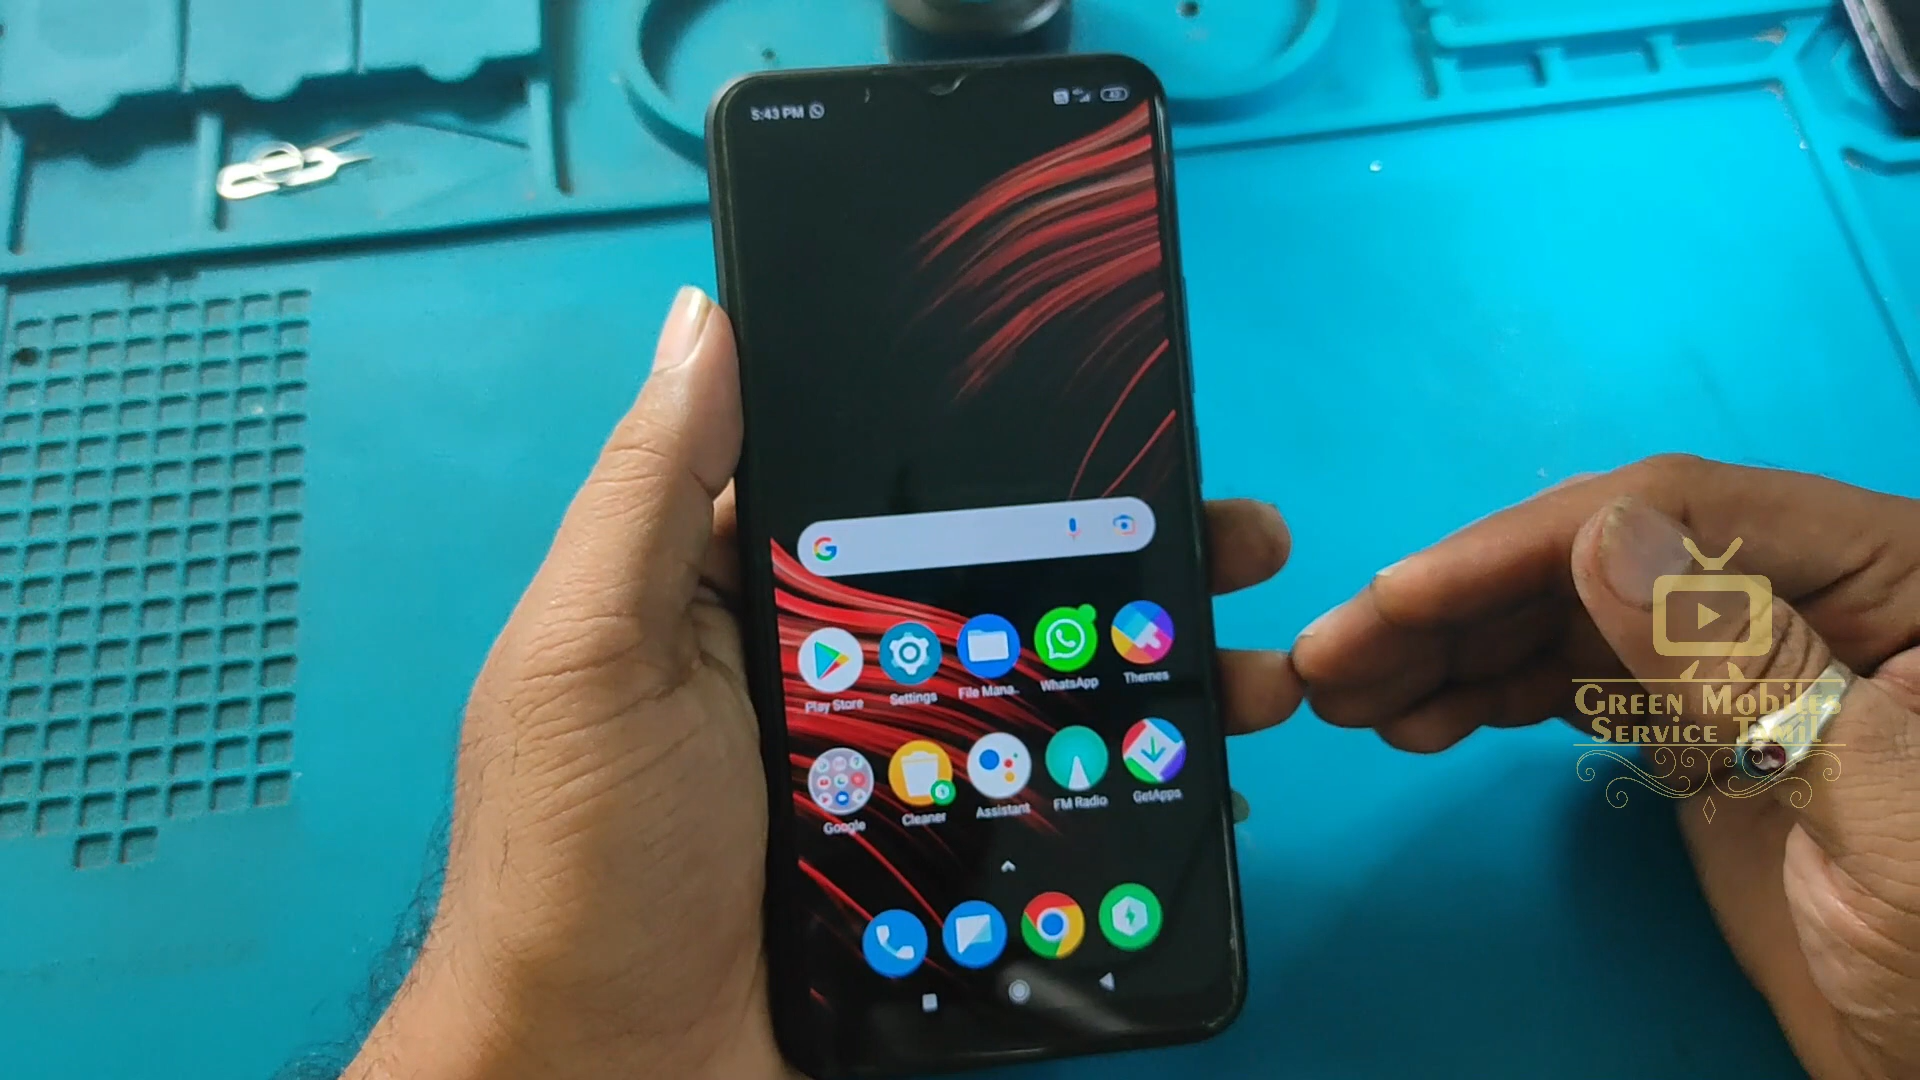 5:43 PM
43
Play Store
Settings
File Mana..
WhatsApp
Themes
Google
Cleaner
Assistant
FM Radio
GetApps
Green Mobiles
Service Tamil